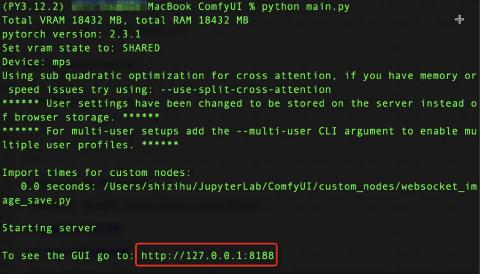 (PY3.12.2) MacBook ComfyUI % python main.py
Total VRAM 18432 MB, total RAM 18432 MB
pytorch version: 2.3.1
Set vram state to: SHARED
Device: mps
Using sub quadratic optimization for cross attention, if you have memory or
speed issues try using: --use-split-cross-attention
****** User settings have been changed to be stored on the server instead o
f browser storage. ******
****** For multi-user setups add the --multi-user CLI argument to enable mu
ltiple user profiles. ******
Import times for custom nodes:
0.0 seconds: /Users/shizihu/JupyterLab/ComfyUI/custom_nodes/websocket_im
age_save.py
Starting server
To see the GUI go to: http://127.0.0.1:8188